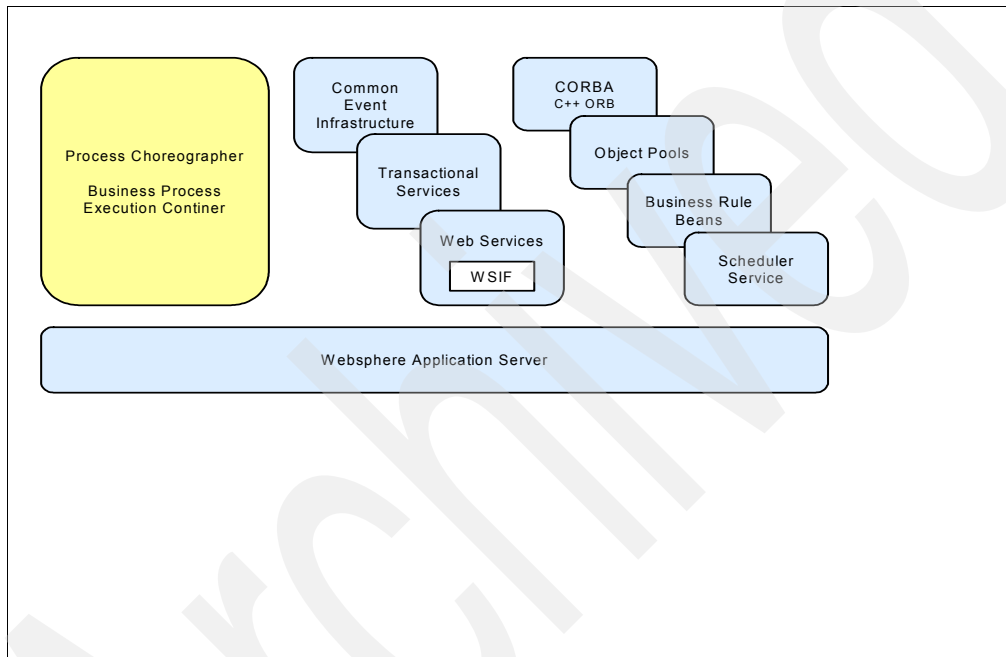 Process Choreographer
Business Process
Execution Continer
Common
Event
Infrastructure
Transactional
Services
Web Services
WSIF
CORBA
C++ ORB
Object Pools
Business Rule
Beans
Scheduler
Service
Websphere Application Server
Archived